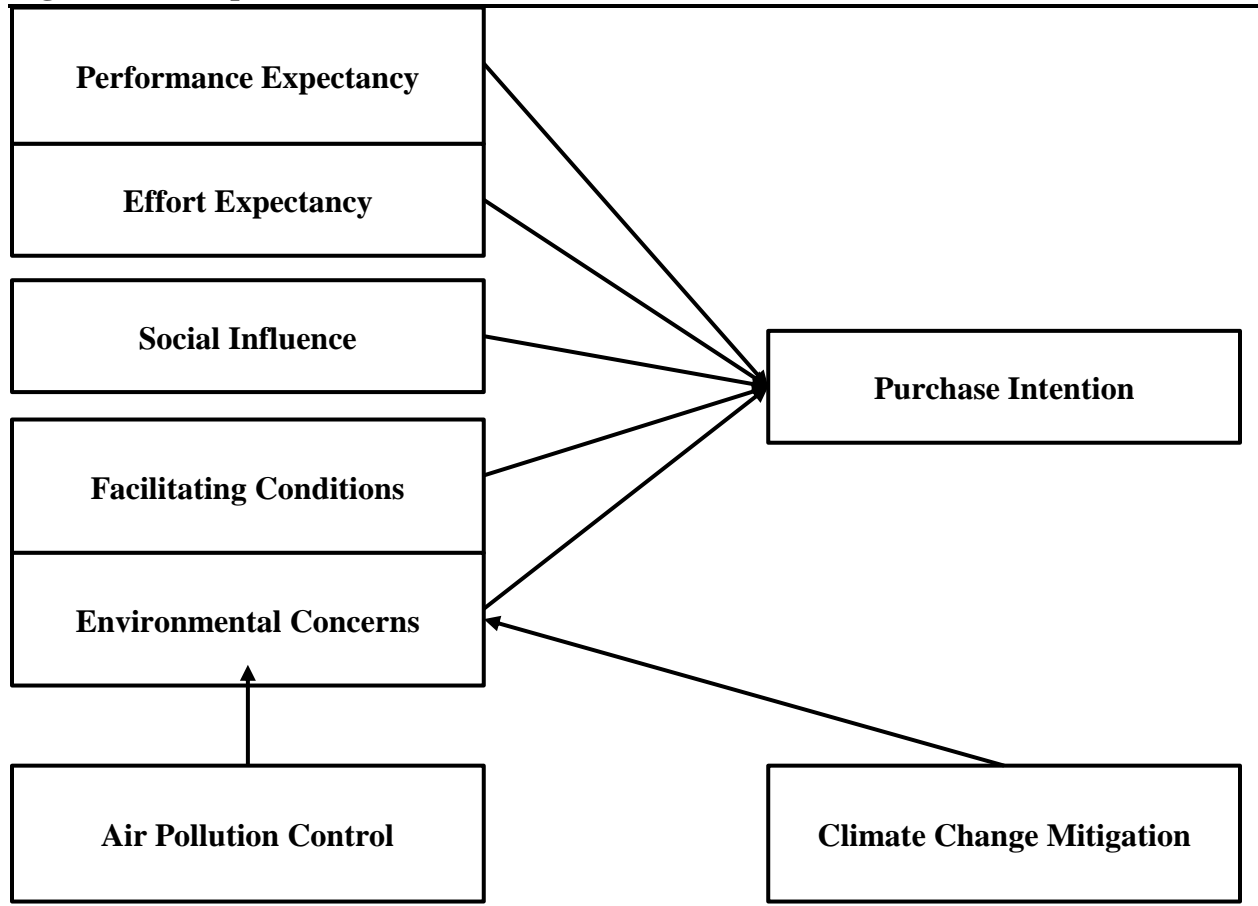 Performance Expectancy
Effort Expectancy
Social Influence
Purchase Intention
Facilitating Conditions
Environmental Concerns
Air Pollution Control
Climate Change Mitigation